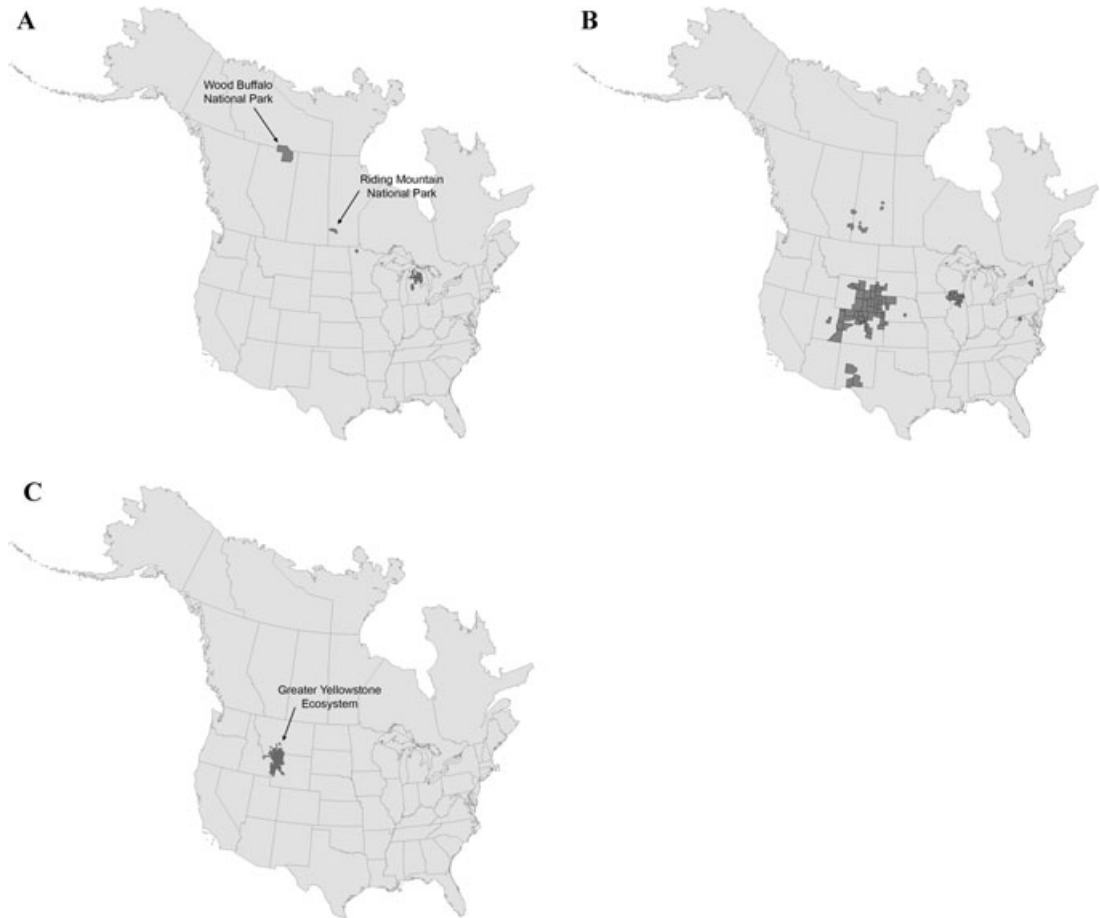 A
B
Wood Buffalo
National Park
Riding Mountain
National Park
C
Greater Yellowstone
Ecosystem